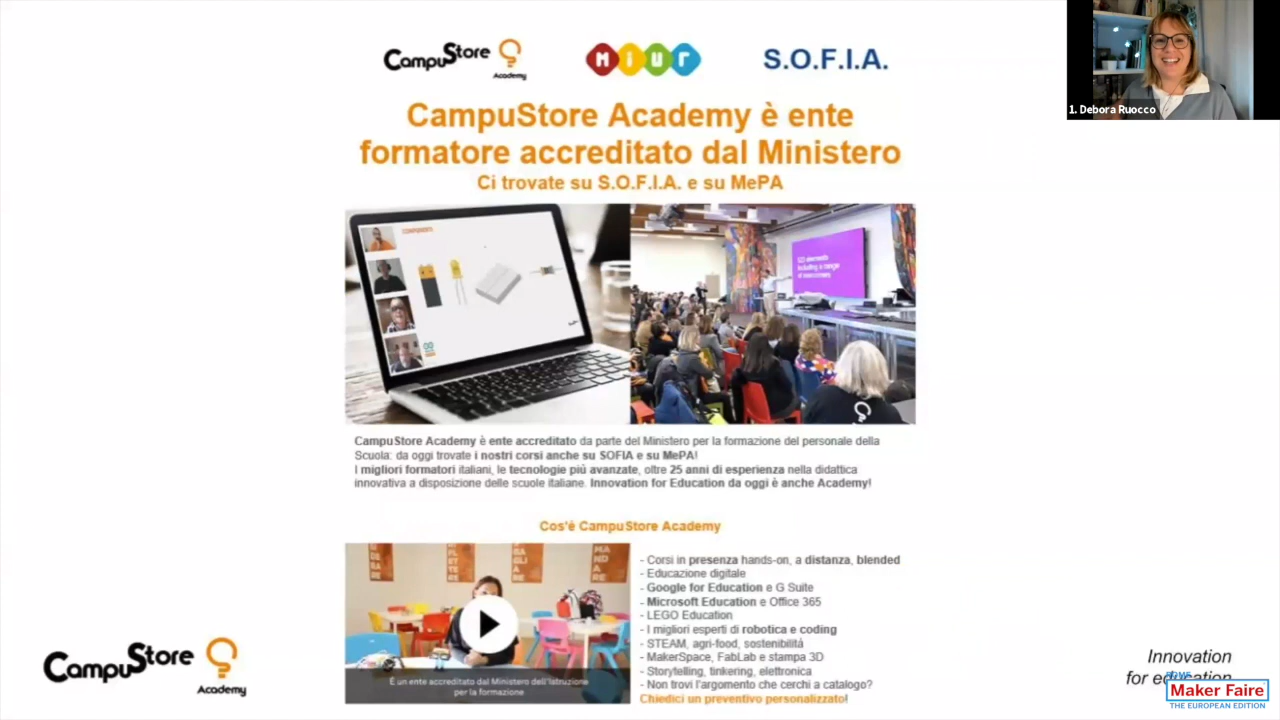 CampuStore
Academy
miur
S.O.F.I.A.
1. Debora Ruocco
CampuStore Academy è ente
formatore accreditato dal Ministero
Ci trovate su S.O.F.I.A. e su MePA
CampuStore Academy è ente accreditato da parte del Ministero per la formazione del personale della
Scuola: da oggi trovate i nostri corsi anche su SOFIA e su MePA!
I migliori formatori italiani, le tecnologie più avanzate, oltre 25 anni di esperienza nella didattica
innovativa a disposizione delle scuole italiane. Innovation for Education da oggi è anche Academy!
Cos'é CampuStore Academy
È un ente accreditato dal Ministero dell'Istruzione
per la formazione
- Corsi in presenza hands-on, a distanza, blended
- Educazione digitale
- Google for Education e G Suite
- Microsoft Education e Office 365
- LEGO Education
- I migliori esperti di robotica e coding
- STEAM, agri-food, sostenibilità
- MakerSpace, FabLab e stampa 3D
- Storytelling, tinkering, elettronica
- Non trovi l'argomento che cerchi a catalogo?
Chiedici un preventivo personalizzato!
CampuStore
Academy
Innovation
for education
Maker Faire
THE EUROPEAN EDITION